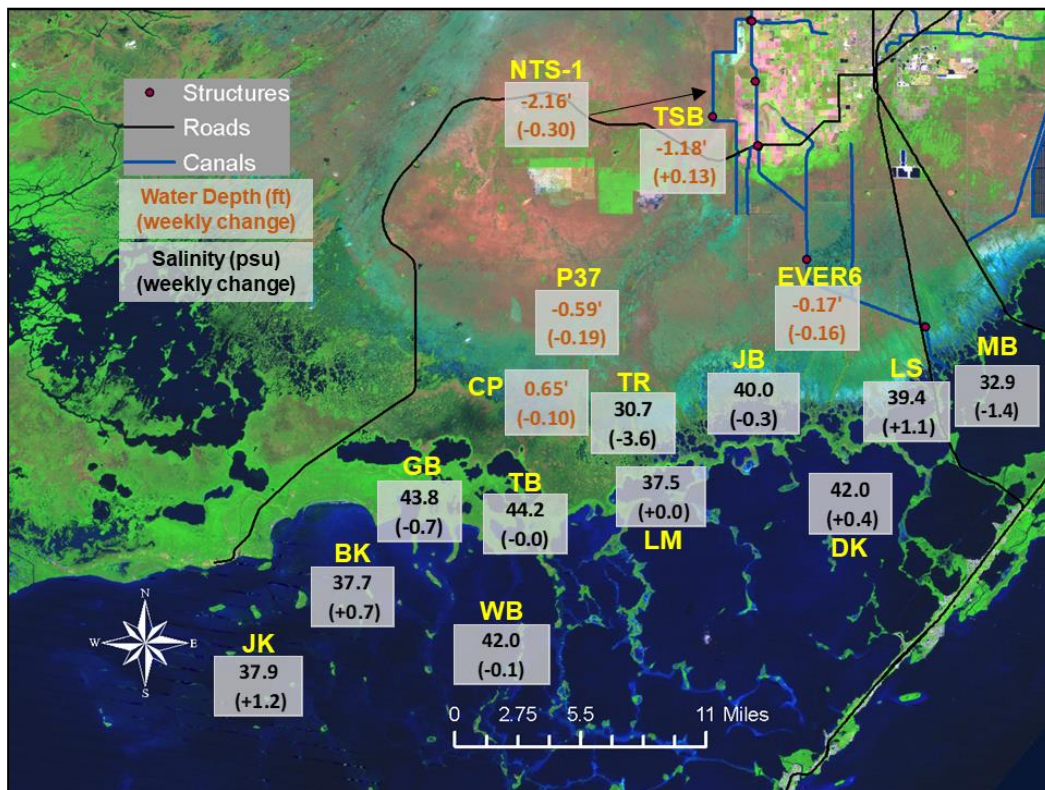 NTS-1
-2.16'
(-0.30)
TSB
-1.18'
(+0.13)
Structures
Roads
Canals
Water Depth (ft)
(weekly change)
Salinity (psu)
(weekly change)
P37
-0.59'
(-0.19)
EVER6
-0.17'
(-0.16)
CP
0.65'
(-0.10)
TR
30.7
(-3.6)
JB
40.0
(-0.3)
LS
39.4
(+1.1)
MB
32.9
(-1.4)
GB
43.8
(-0.7)
TB
44.2
(-0.0)
37.5
(+0.0)
LM
42.0
(+0.4)
DK
BK
37.7
(+0.7)
WB
42.0
(-0.1)
JK
37.9
(+1.2)
N
W E
S
0 2.75 5.5 11 Miles